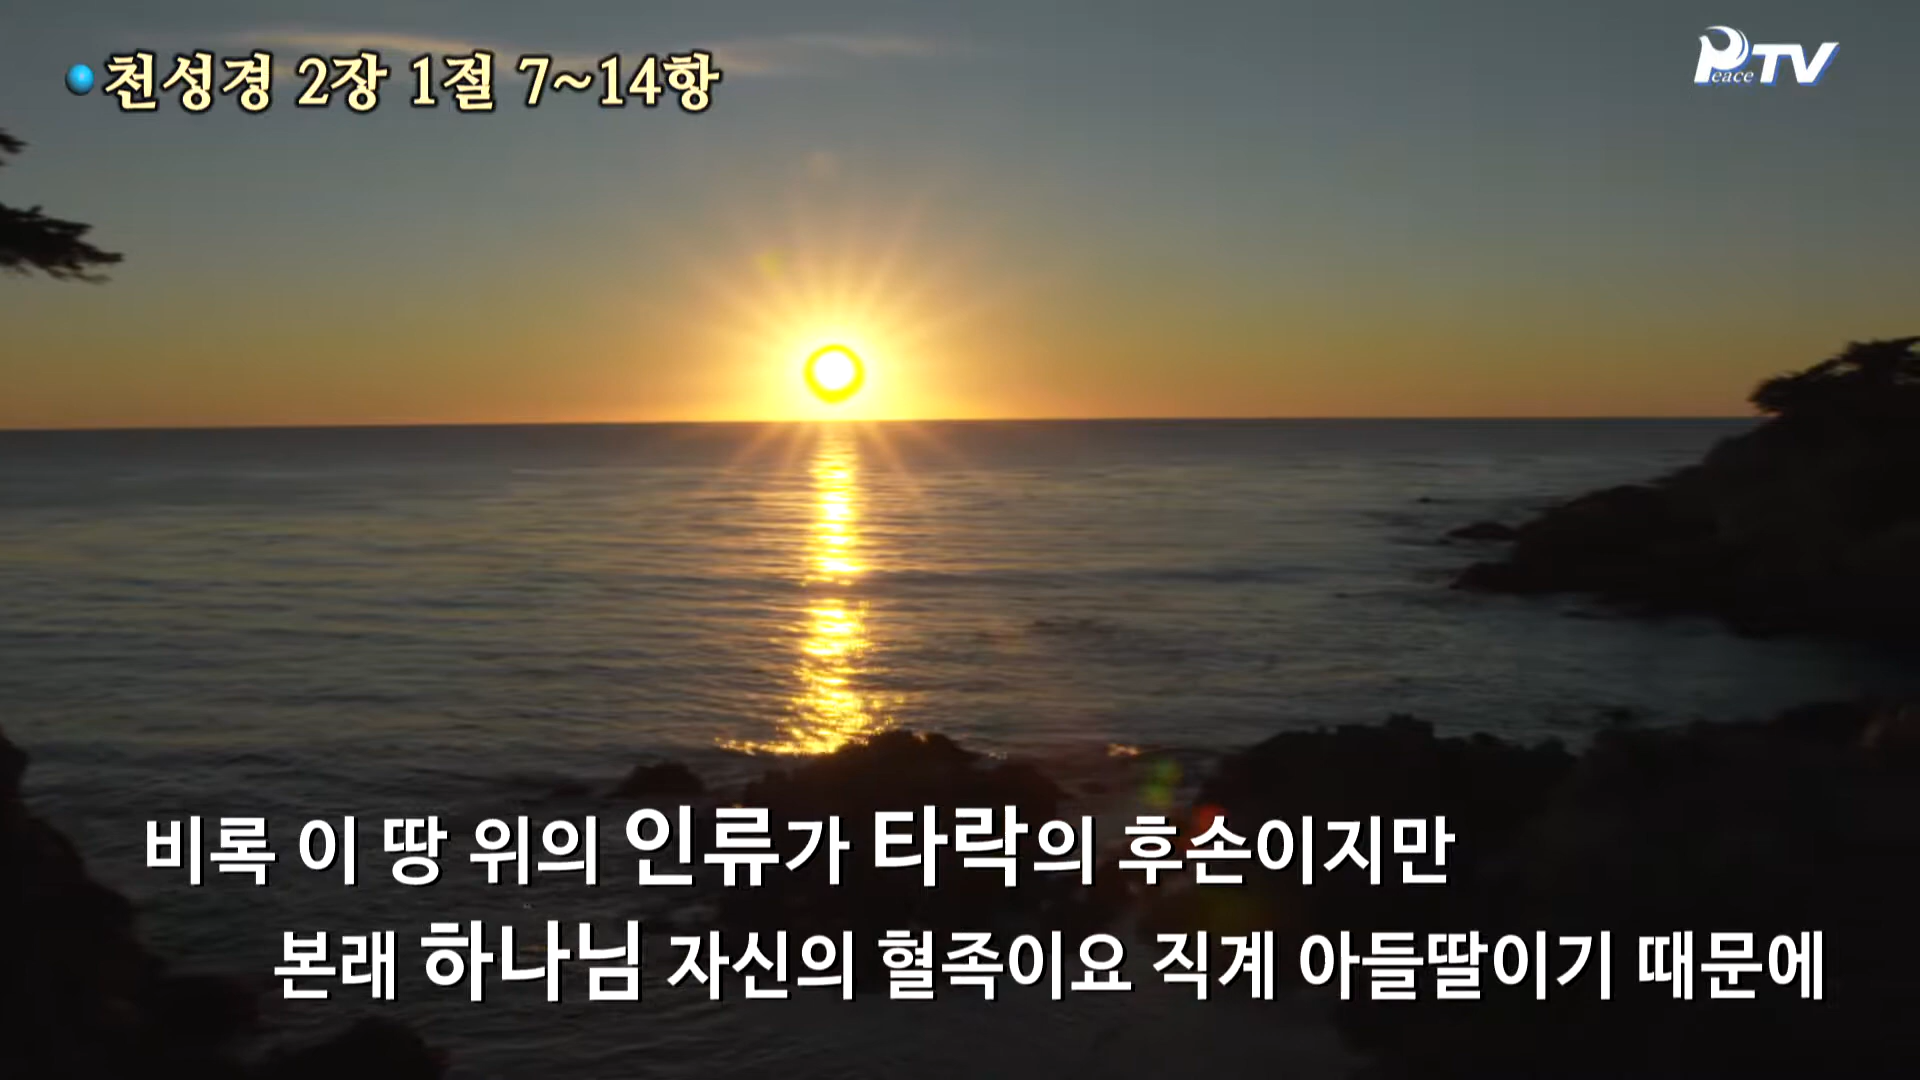 천성경 2장 1절 7~14항
Peace TV
비록 이 땅 위의 인류가 타락의 후손이지만
본래 하나님 자신의 혈족이요 직계 아들딸이기 때문에